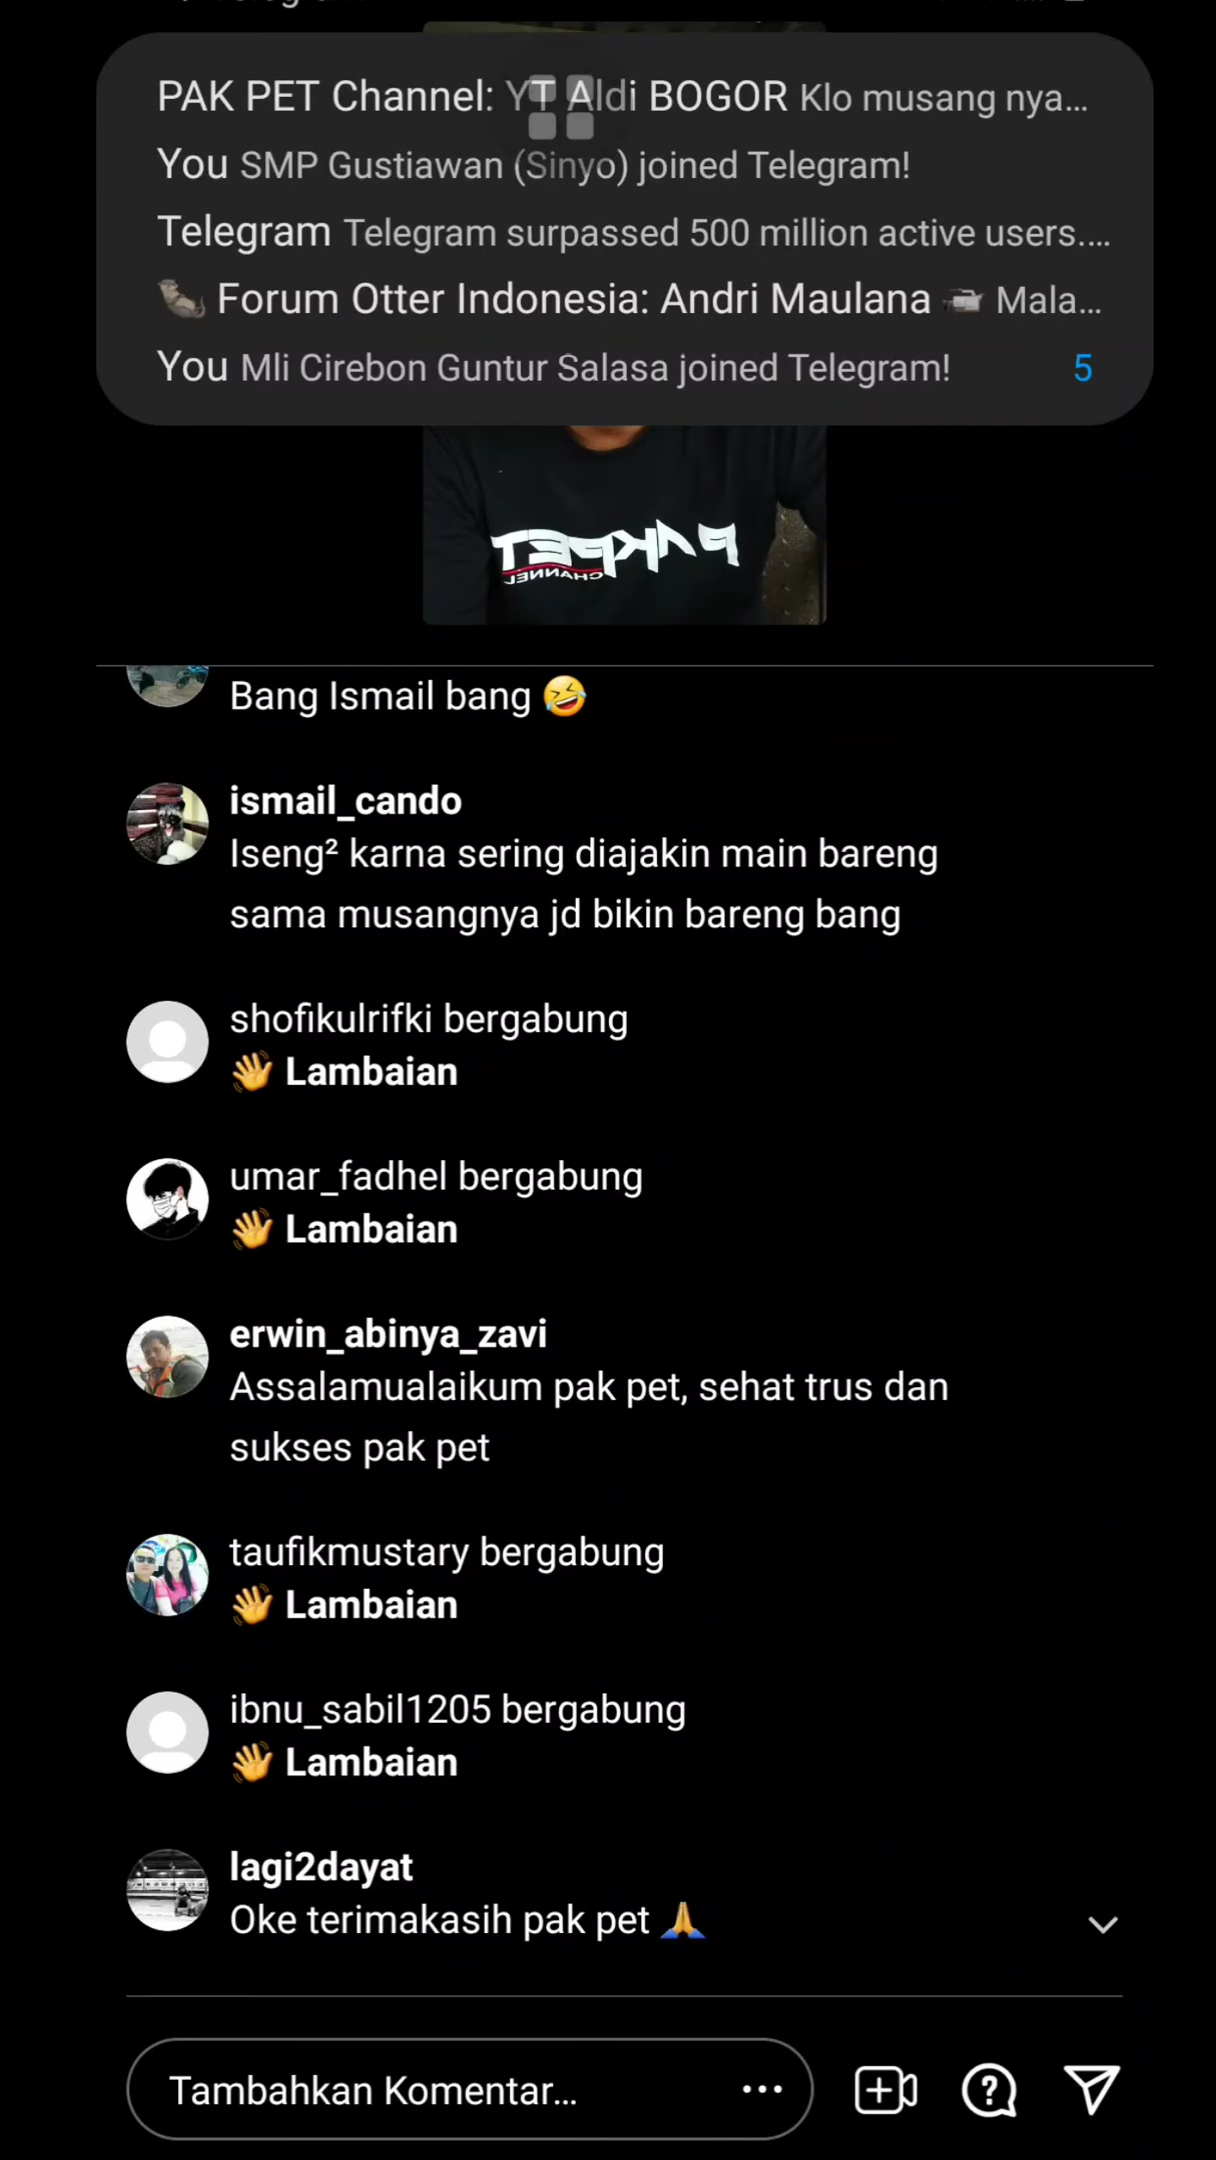 PAK PET Channel: YT Aldi BOGOR Klo musang nya...
You SMP Gustiawan (Sinyo) joined Telegram!
Telegram Telegram surpassed 500 million active users....
🦦 Forum Otter Indonesia: Andri Maulana 📹 Mala...
You Mli Cirebon Guntur Salasa joined Telegram! 5
PAKPET
CHANNEL
Bang Ismail bang 🤣
ismail_cando
Iseng² karna sering diajakin main bareng
sama musangnya jd bikin bareng bang
shofikulrifki bergabung
👋 Lambaian
umar_fadhel bergabung
👋 Lambaian
erwin_abinya_zavi
Assalamualaikum pak pet, sehat trus dan
sukses pak pet
taufikmustary bergabung
👋 Lambaian
ibnu_sabil1205 bergabung
👋 Lambaian
lagi2dayat
Oke terimakasih pak pet 🙏
Tambahkan Komentar...